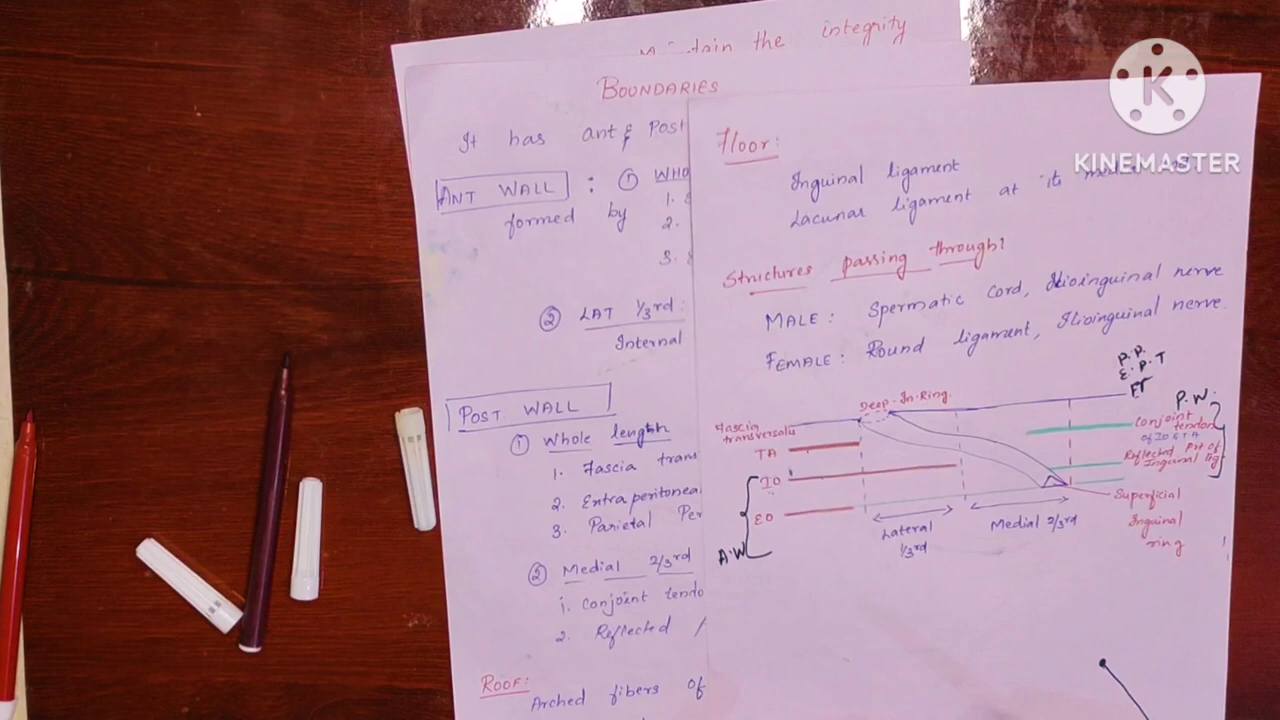 the integrity
BOUNDARIES
It has ant & Post
ANT WALL : ① WHO
formed by 1.
2.
3.
② LAT 1/3rd:
Internal
POST WALL
① Whole length
1. Fascia trans
2. Extraperitonea
3. Parietal Per
② Medial 2/3rd
1. Conjoint tendo
2. Reflected
ROOF:
Arched fibers of
Floor:
Inguinal ligament
Lacunar ligament at its
Structures passing through:
MALE: Spermatic Cord, Ilioinguinal nerve
FEMALE: Round ligament, Ilioinguinal nerve.
P.P.
E.P.T
FT
P.W.
Deep. In. Ring.
Fascia transversalis
TA
IO
EO
A.W
Conjoint tendon
of IO & TA
Reflected Prt of
Inguinal lig
Superficial
Inguinal
ring
Lateral
1/3rd
Medial 2/3rd
K
KINEMASTER